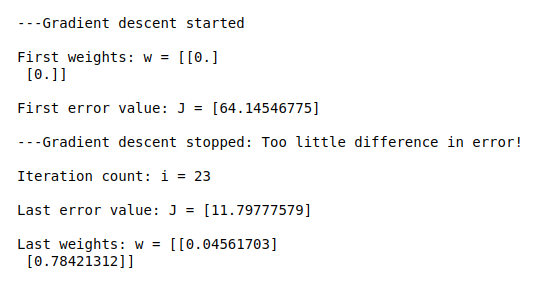 ---Gradient descent started
First weights: w = [[0.]
[0.]]
First error value: J = [64.14546775]
---Gradient descent stopped: Too little difference in error!
Iteration count: i = 23
Last error value: J = [11.79777579]
Last weights: w = [[0.04561703]
[0.78421312]]